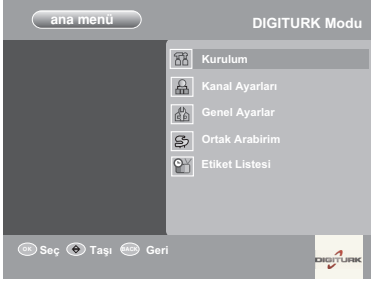 ana menü
DIGITURK Modu
Kurulum
Kanal Ayarları
Genel Ayarlar
Ortak Arabirim
Etiket Listesi
OK Seç Taşı BACK Geri
DIGITURK